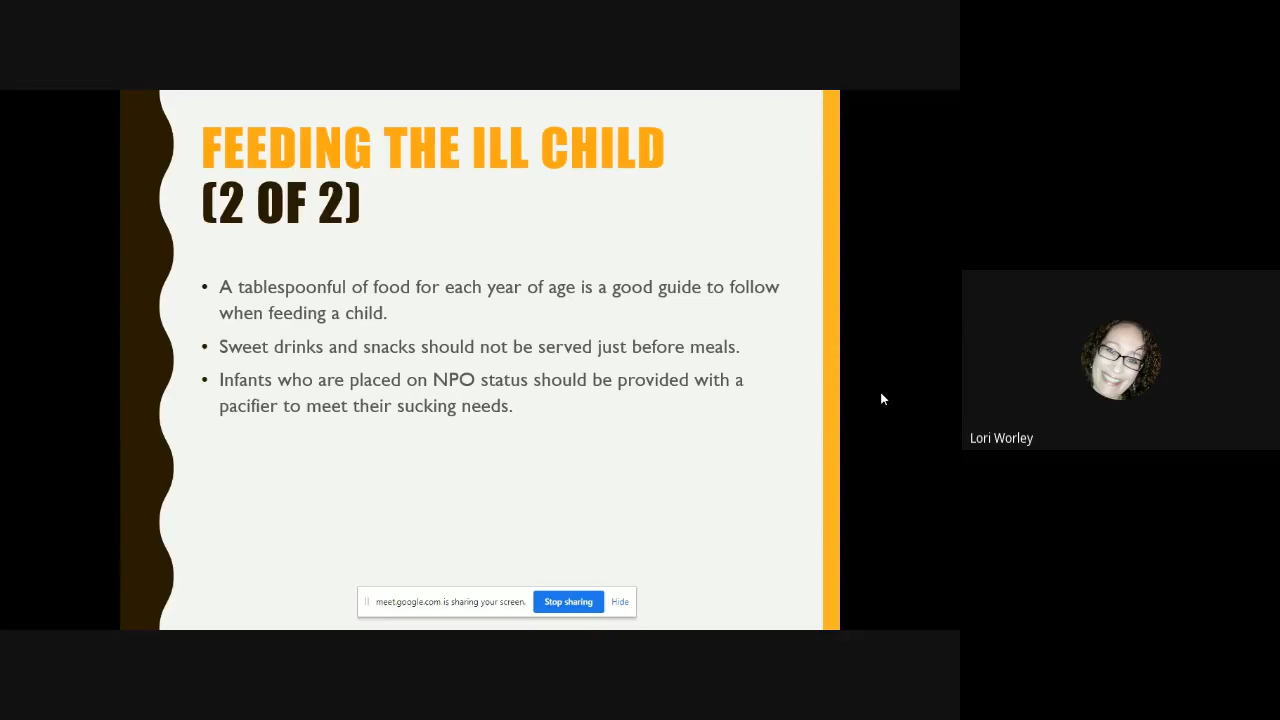 FEEDING THE ILL CHILD
(2 OF 2)
• A tablespoonful of food for each year of age is a good guide to follow
when feeding a child.
• Sweet drinks and snacks should not be served just before meals.
• Infants who are placed on NPO status should be provided with a
pacifier to meet their sucking needs.
Lori Worley
meet.google.com is sharing your screen. Stop sharing Hide